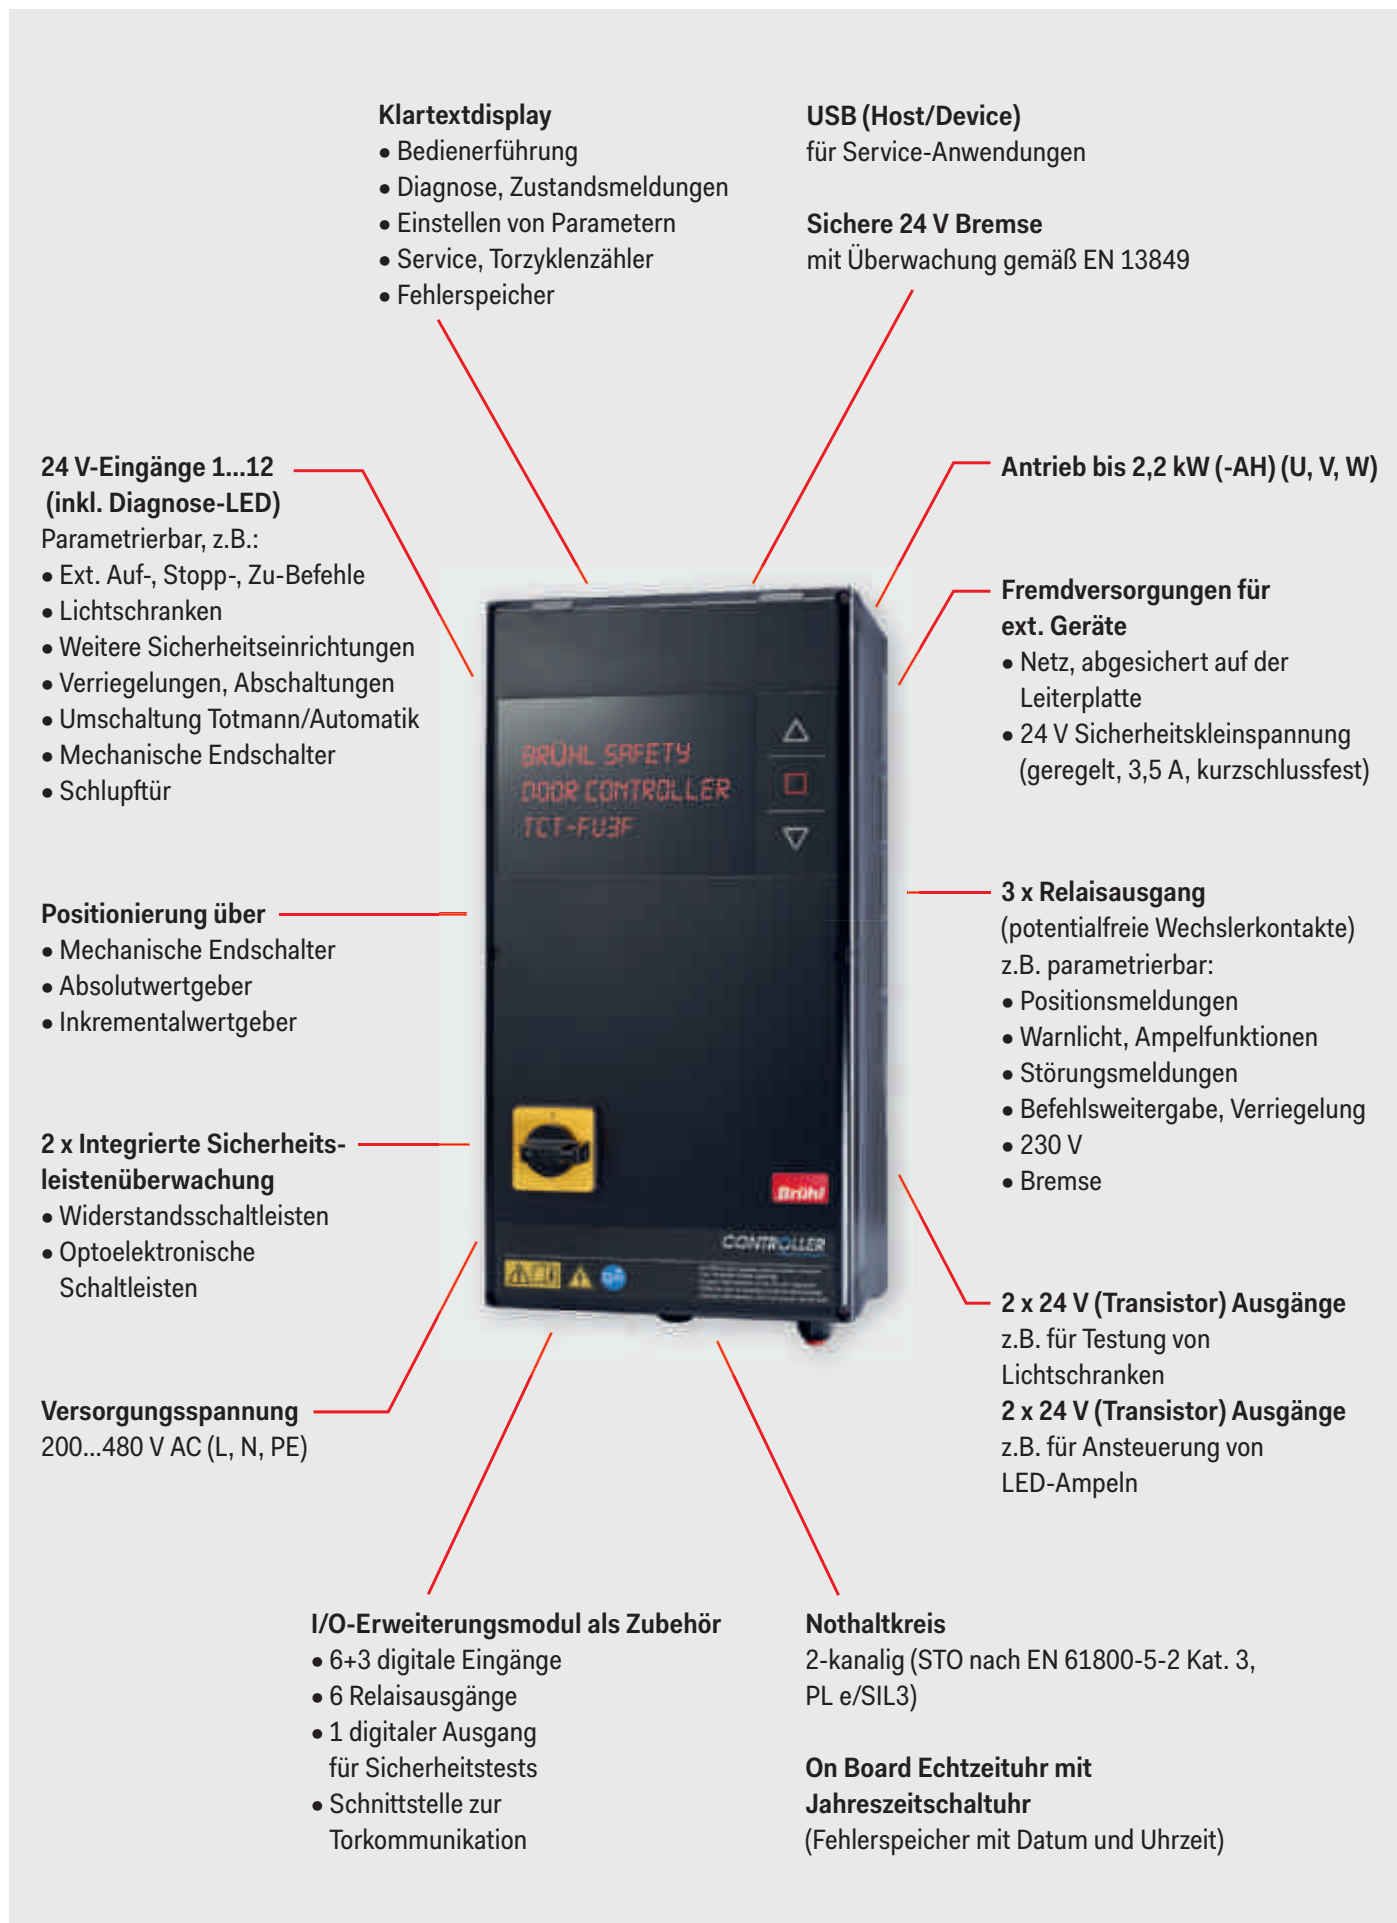 Klartextdisplay
● Bedienerführung
● Diagnose, Zustandsmeldungen
● Einstellen von Parametern
● Service, Torzyklenzähler
● Fehlerspeicher
USB (Host/Device)
für Service-Anwendungen
Sichere 24 V Bremse
mit Überwachung gemäß EN 13849
24 V-Eingänge 1...12
(inkl. Diagnose-LED)
Parametrierbar, z.B.:
● Ext. Auf-, Stopp-, Zu-Befehle
● Lichtschranken
● Weitere Sicherheitseinrichtungen
● Verriegelungen, Abschaltungen
● Umschaltung Totmann/Automatik
● Mechanische Endschalter
● Schlupftür
Positionierung über
● Mechanische Endschalter
● Absolutwertgeber
● Inkrementalwertgeber
2 x Integrierte Sicherheits-
leistenüberwachung
● Widerstandsschaltleisten
● Optoelektronische
Schaltleisten
Versorgungsspannung
200...480 V AC (L, N, PE)
BRÜHL SAFETY
DOOR CONTROLLER
TCT-FU3F
Brühl
CONTROLLER
Antrieb bis 2,2 kW (-AH) (U, V, W)
Fremdversorgungen für
ext. Geräte
● Netz, abgesichert auf der
Leiterplatte
● 24 V Sicherheitskleinspannung
(geregelt, 3,5 A, kurzschlussfest)
3 x Relaisausgang
(potentialfreie Wechslerkontakte)
z.B. parametrierbar:
● Positionsmeldungen
● Warnlicht, Ampelfunktionen
● Störungsmeldungen
● Befehlsweitergabe, Verriegelung
● 230 V
● Bremse
2 x 24 V (Transistor) Ausgänge
z.B. für Testung von
Lichtschranken
2 x 24 V (Transistor) Ausgänge
z.B. für Ansteuerung von
LED-Ampeln
I/O-Erweiterungsmodul als Zubehör
● 6+3 digitale Eingänge
● 6 Relaisausgänge
● 1 digitaler Ausgang
für Sicherheitstests
● Schnittstelle zur
Torkommunikation
Nothaltkreis
2-kanalig (STO nach EN 61800-5-2 Kat. 3,
PL e/SIL3)
On Board Echtzeituhr mit
Jahreszeitschaltuhr
(Fehlerspeicher mit Datum und Uhrzeit)